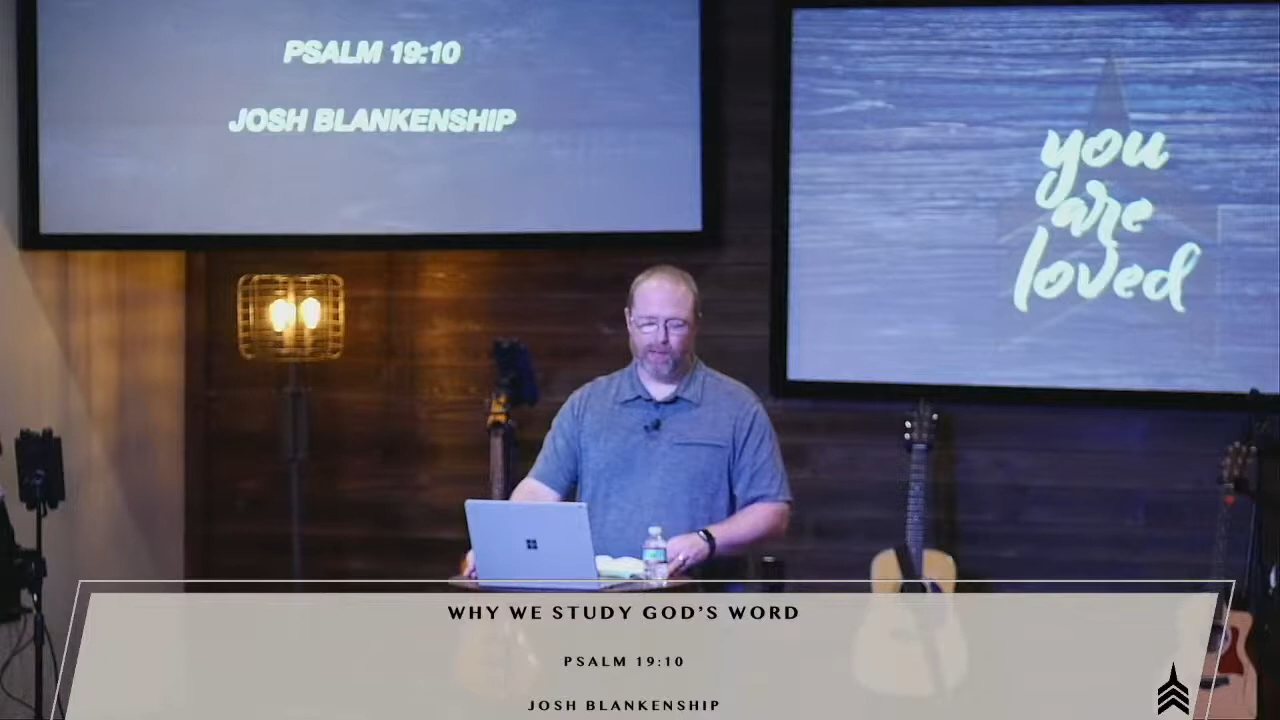 PSALM 19:10
JOSH BLANKENSHIP
you
are
loved
WHY WE STUDY GOD'S WORD
PSALM 19:10
JOSH BLANKENSHIP